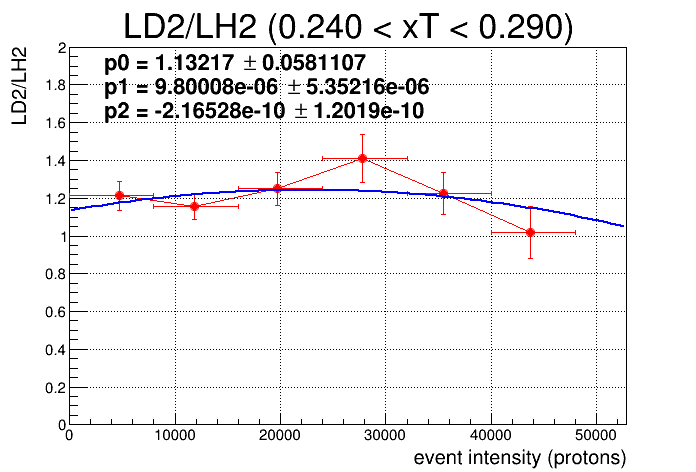 LD2/LH2 (0.240 < xT < 0.290)
LD2/LH2
p0 = 1.13217 ± 0.0581107
p1 = 9.80008e-06 ± 5.35216e-06
p2 = -2.16528e-10 ± 1.2019e-10
2
1.8
1.6
1.4
1.2
1
0.8
0.6
0.4
0.2
0
0 10000 20000 30000 40000 50000
event intensity (protons)